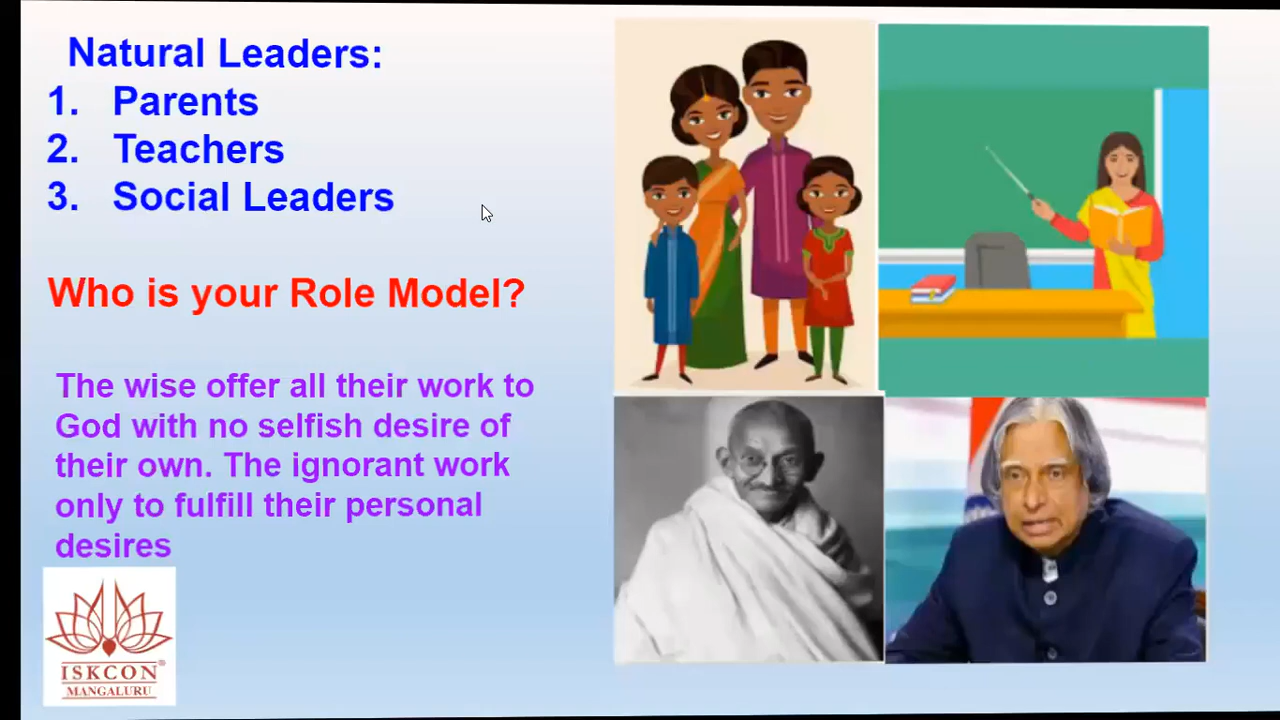 Natural Leaders:
1. Parents
2. Teachers
3. Social Leaders
Who is your Role Model?
The wise offer all their work to
God with no selfish desire of
their own. The ignorant work
only to fulfill their personal
desires
ISKCON®
MANGALURU